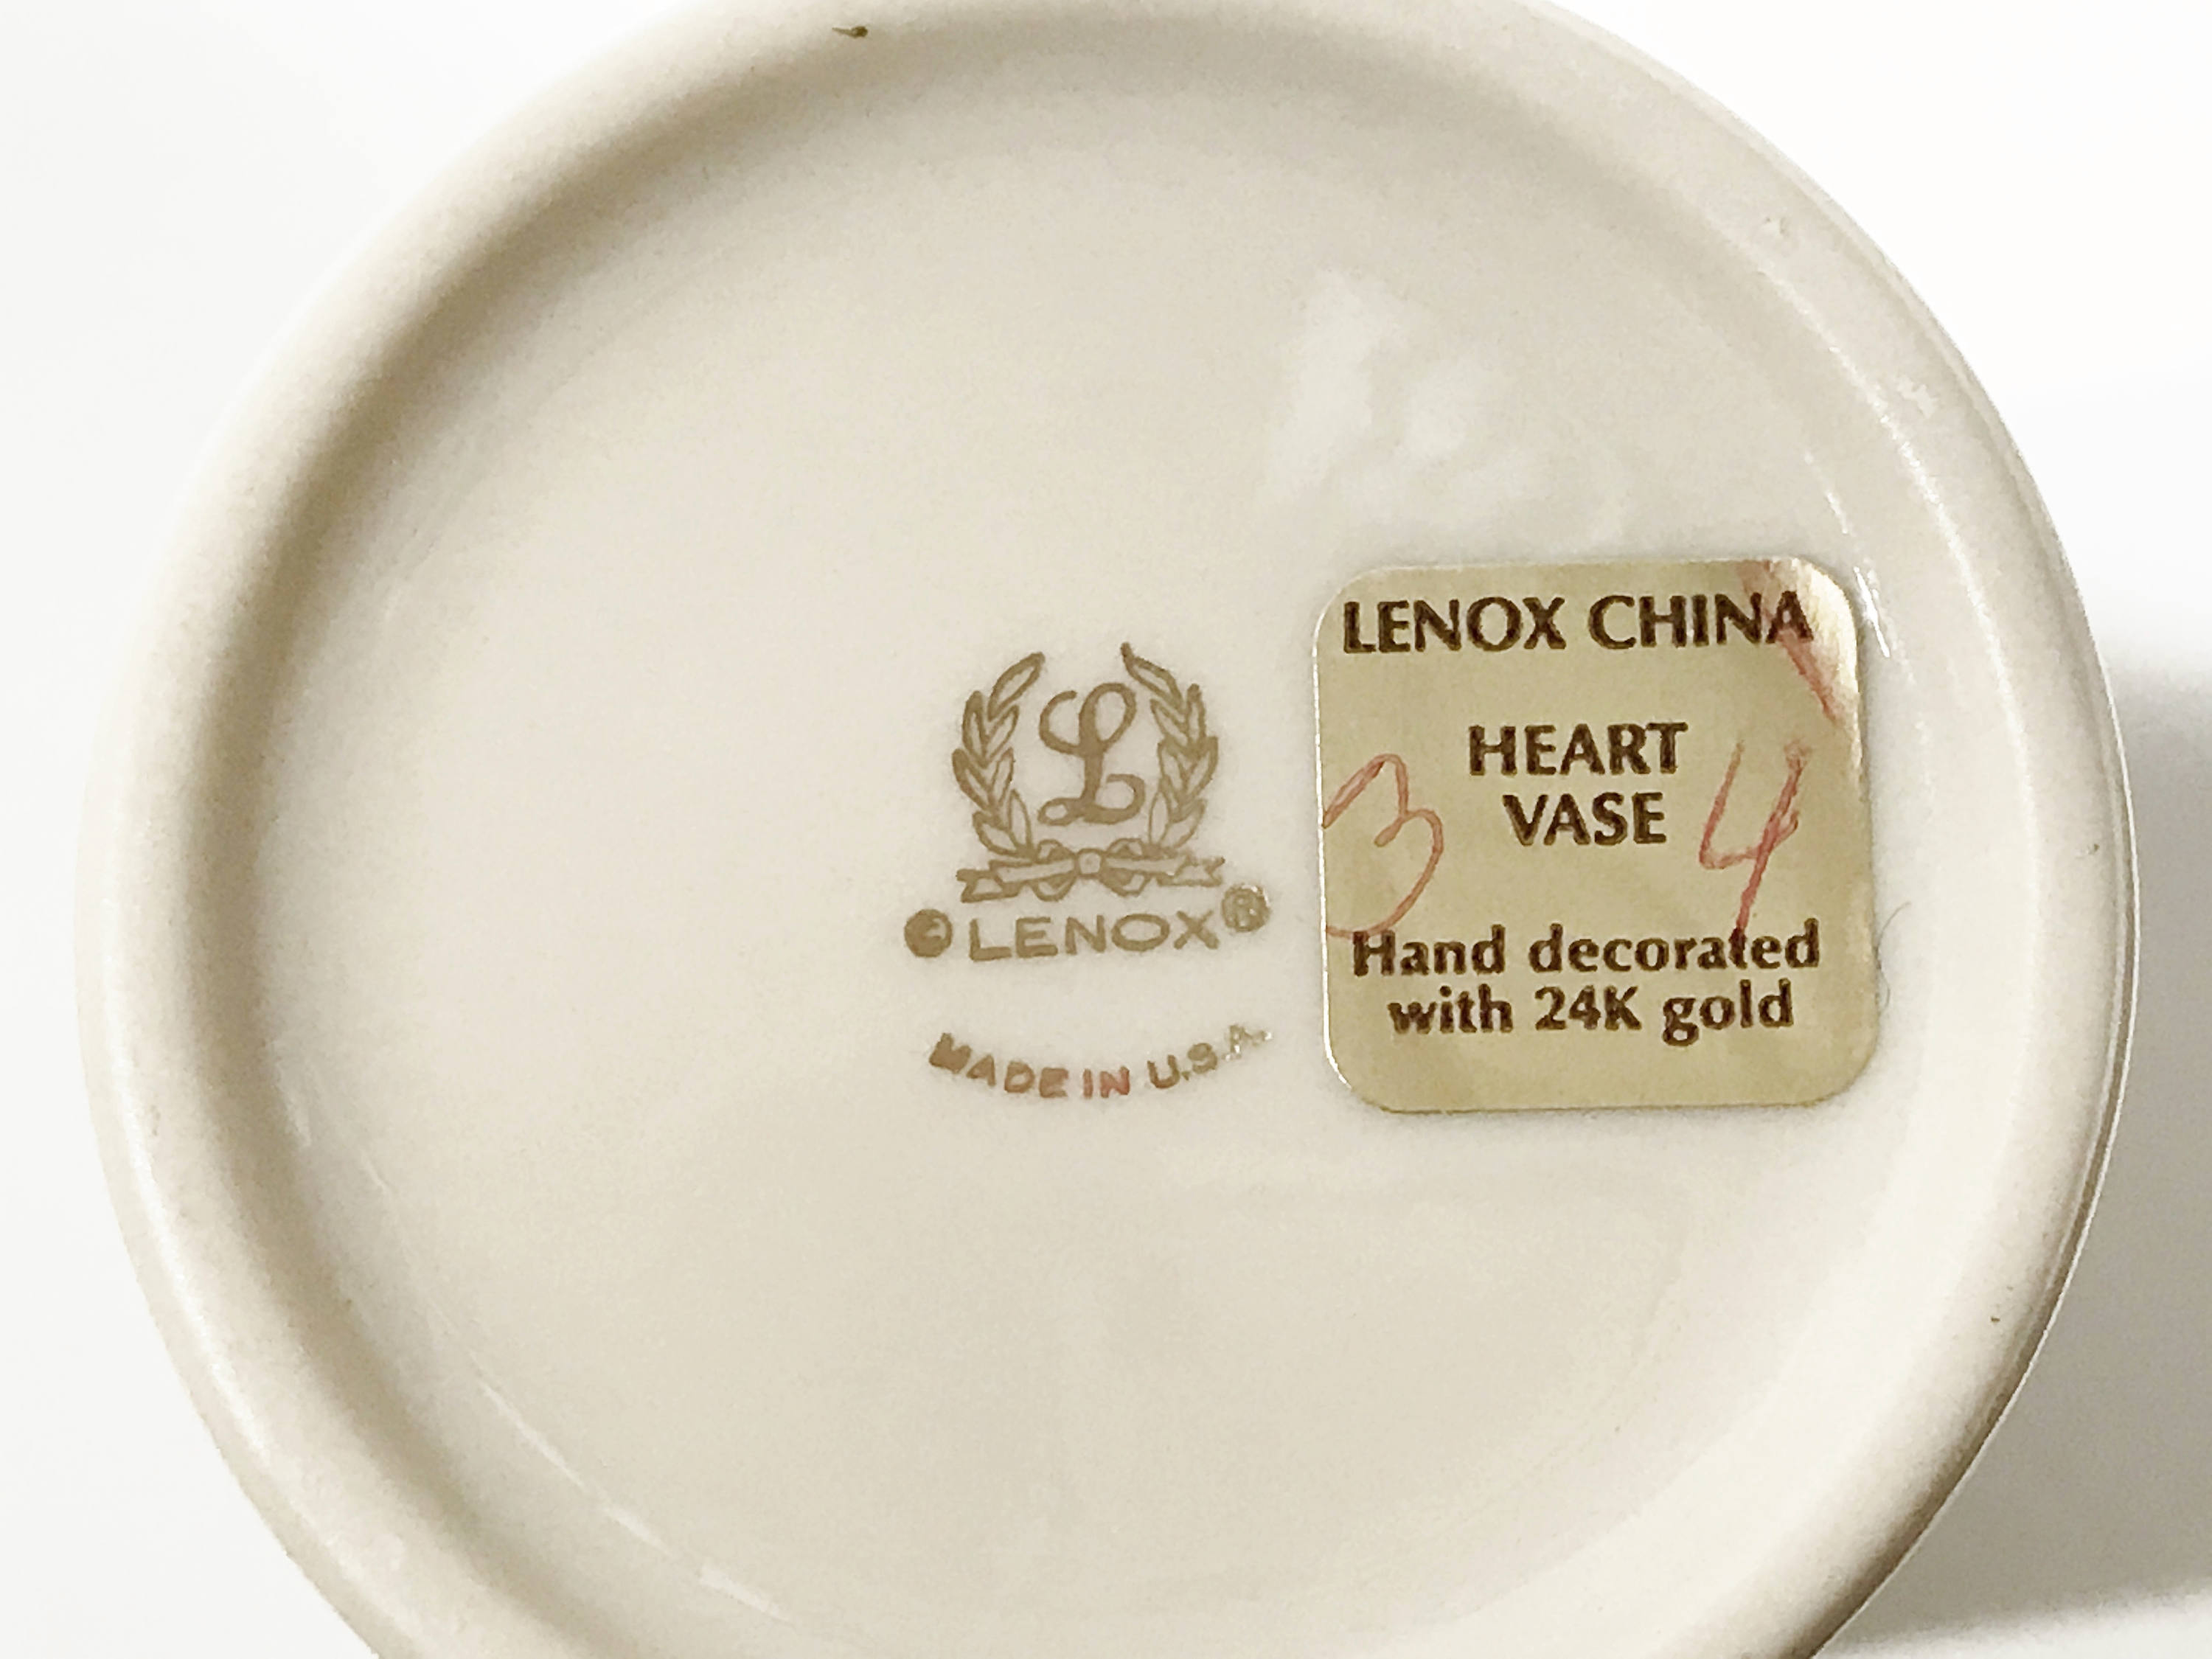 L
© LENOX ®
MADE IN U.S.A.
LENOX CHINA
HEART
VASE
3 4
Hand decorated
with 24K gold